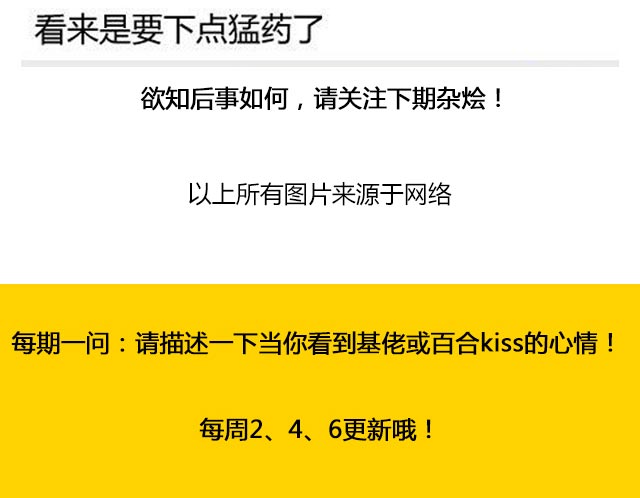 看来是要下点猛药了
欲知后事如何，请关注下期杂烩！
以上所有图片来源于网络
每期一问：请描述一下当你看到基佬或百合kiss的心情！
每周2、4、6更新哦！